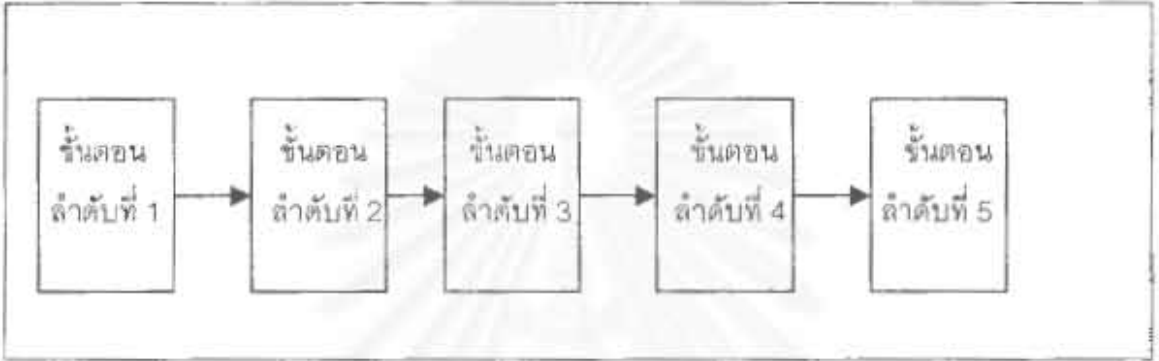 ขั้นตอน
ลำดับที่ 1
ขั้นตอน
ลำดับที่ 2
ขั้นตอน
ลำดับที่ 3
ขั้นตอน
ลำดับที่ 4
ขั้นตอน
ลำดับที่ 5